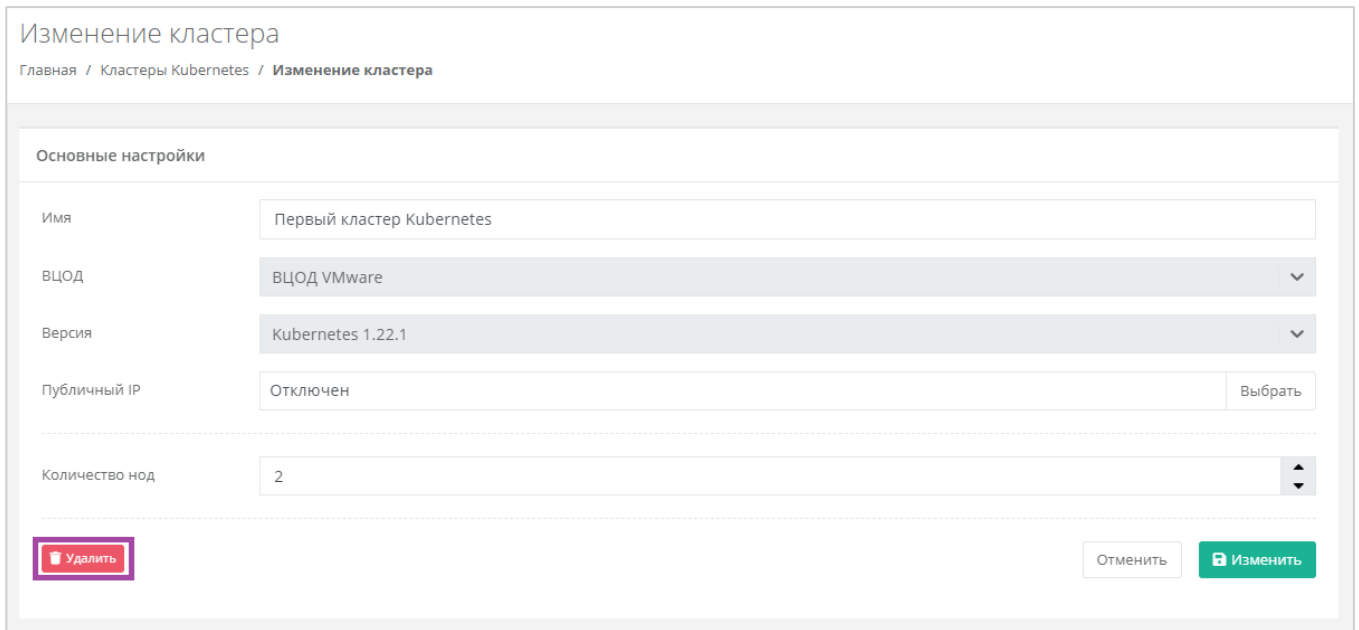 Изменение кластера
Главная / Кластеры Kubernetes / Изменение кластера
Основные настройки
Имя
Первый кластер Kubernetes
ВЦОД
ВЦОД VMware
Версия
Kubernetes 1.22.1
Публичный IP
Отключен
Выбрать
Количество нод
2
Удалить
Отменить
Изменить